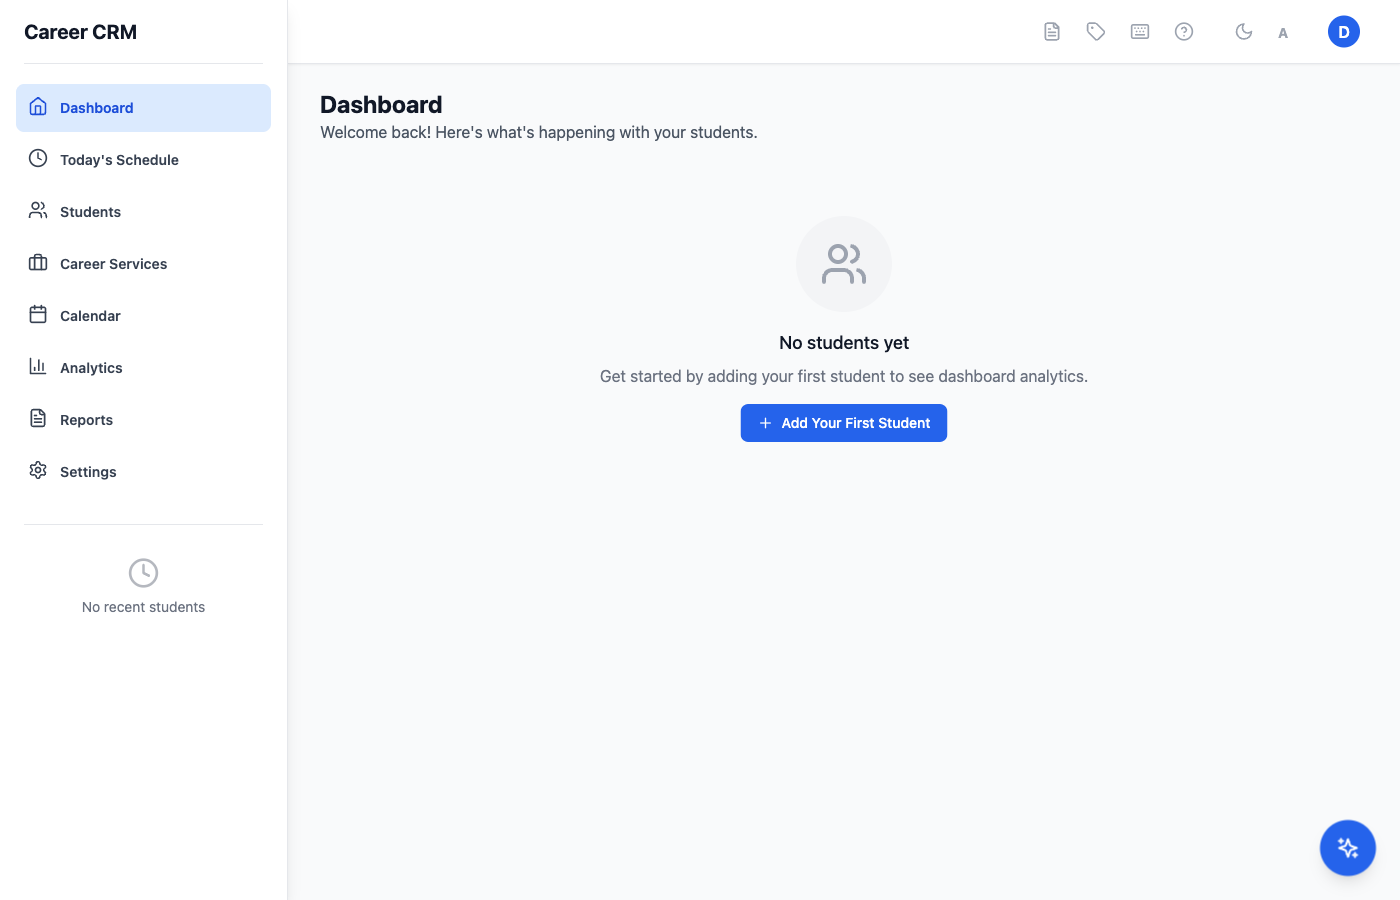 Career CRM
Dashboard
Today's Schedule
Students
Career Services
Calendar
Analytics
Reports
Settings
No recent students
A
D
Dashboard
Welcome back! Here's what's happening with your students.
No students yet
Get started by adding your first student to see dashboard analytics.
Add Your First Student